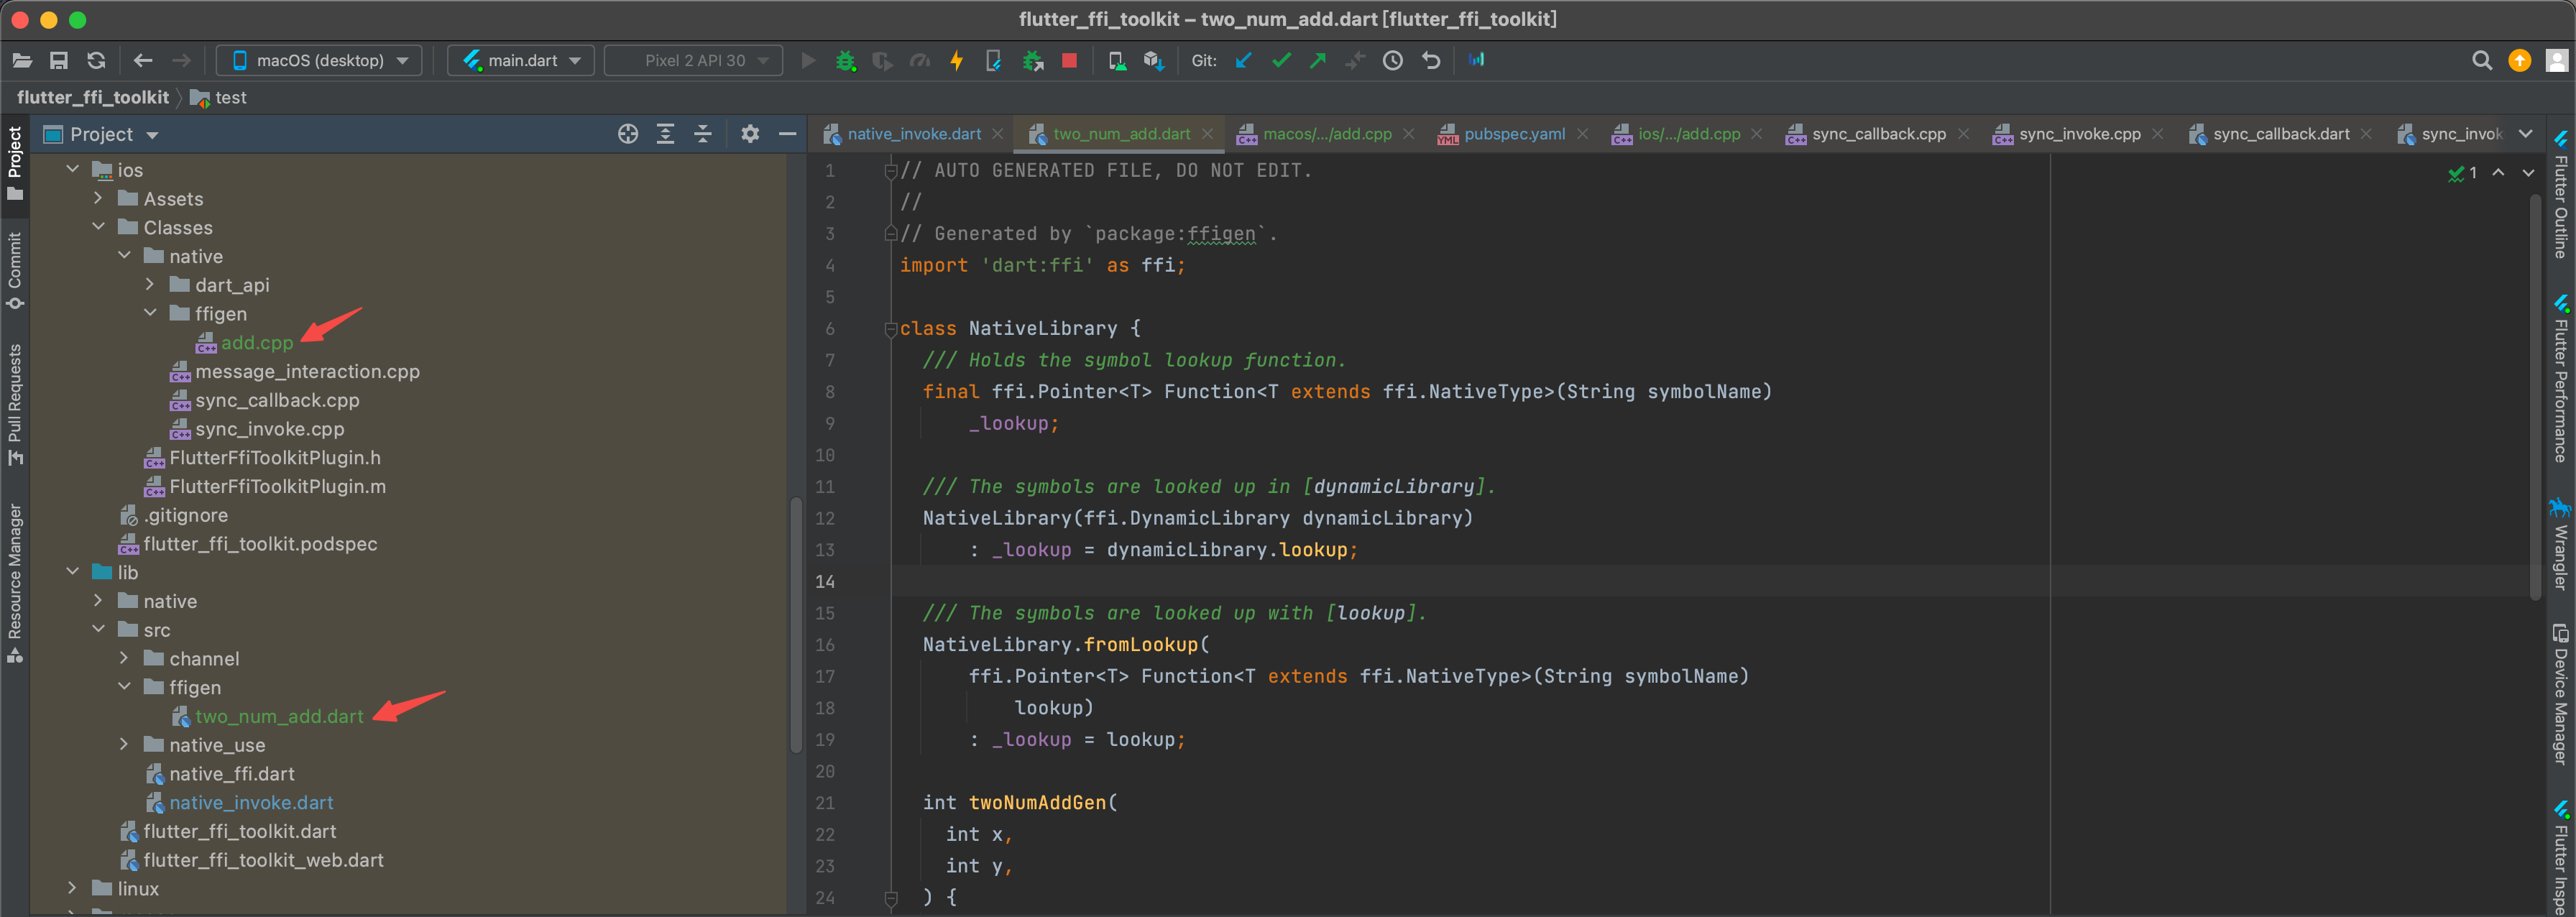 flutter_ffi_toolkit – two_num_add.dart [flutter_ffi_toolkit]
macOS (desktop) main.dart Pixel 2 API 30 Git:
flutter_ffi_toolkit test
Project
native_invoke.dart two_num_add.dart macos/.../add.cpp pubspec.yaml ios/.../add.cpp sync_callback.cpp sync_invoke.cpp sync_callback.dart sync_invok
Project
Commit
Pull Requests
Resource Manager
ios
Assets
Classes
native
dart_api
ffigen
add.cpp
message_interaction.cpp
sync_callback.cpp
sync_invoke.cpp
FlutterFfiToolkitPlugin.h
FlutterFfiToolkitPlugin.m
.gitignore
flutter_ffi_toolkit.podspec
lib
native
src
channel
ffigen
two_num_add.dart
native_use
native_ffi.dart
native_invoke.dart
flutter_ffi_toolkit.dart
flutter_ffi_toolkit_web.dart
linux
1 // AUTO GENERATED FILE, DO NOT EDIT.
2 //
3 // Generated by `package:ffigen`.
4 import 'dart:ffi' as ffi;
5
6 class NativeLibrary {
7 /// Holds the symbol lookup function.
8 final ffi.Pointer<T> Function<T extends ffi.NativeType>(String symbolName)
9 _lookup;
10
11 /// The symbols are looked up in [dynamicLibrary].
12 NativeLibrary(ffi.DynamicLibrary dynamicLibrary)
13 : _lookup = dynamicLibrary.lookup;
14
15 /// The symbols are looked up with [lookup].
16 NativeLibrary.fromLookup(
17 ffi.Pointer<T> Function<T extends ffi.NativeType>(String symbolName)
18 lookup)
19 : _lookup = lookup;
20
21 int twoNumAddGen(
22 int x,
23 int y,
24 ) {
1
Flutter Outline
Flutter Performance
Wrangler
Device Manager
Flutter Inspe